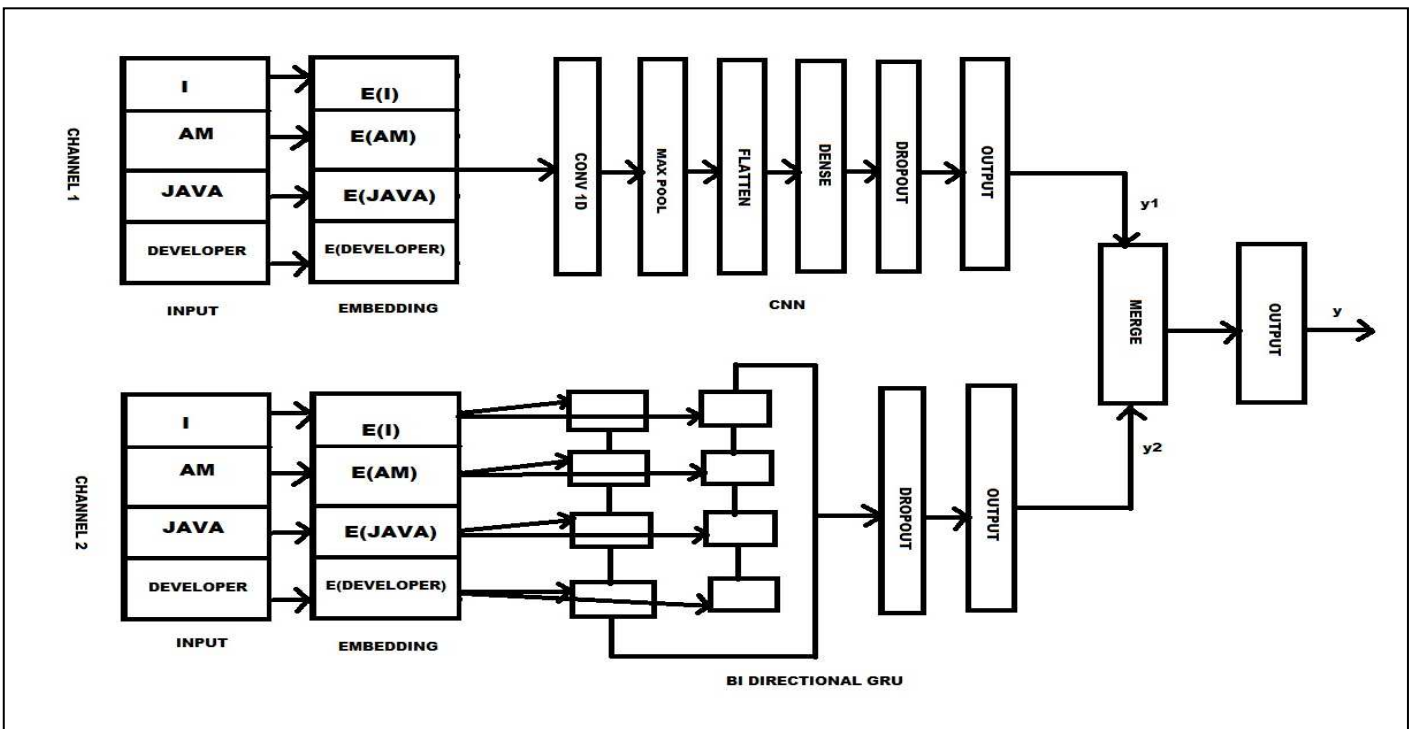 CHANNEL 1
I
AM
JAVA
DEVELOPER
INPUT
E(I)
E(AM)
E(JAVA)
E(DEVELOPER)
EMBEDDING
CONV 1D
MAX POOL
FLATTEN
DENSE
DROPOUT
OUTPUT
CNN
y1
MERGE
OUTPUT
y
CHANNEL 2
I
AM
JAVA
DEVELOPER
INPUT
E(I)
E(AM)
E(JAVA)
E(DEVELOPER)
EMBEDDING
BI DIRECTIONAL GRU
DROPOUT
OUTPUT
y2